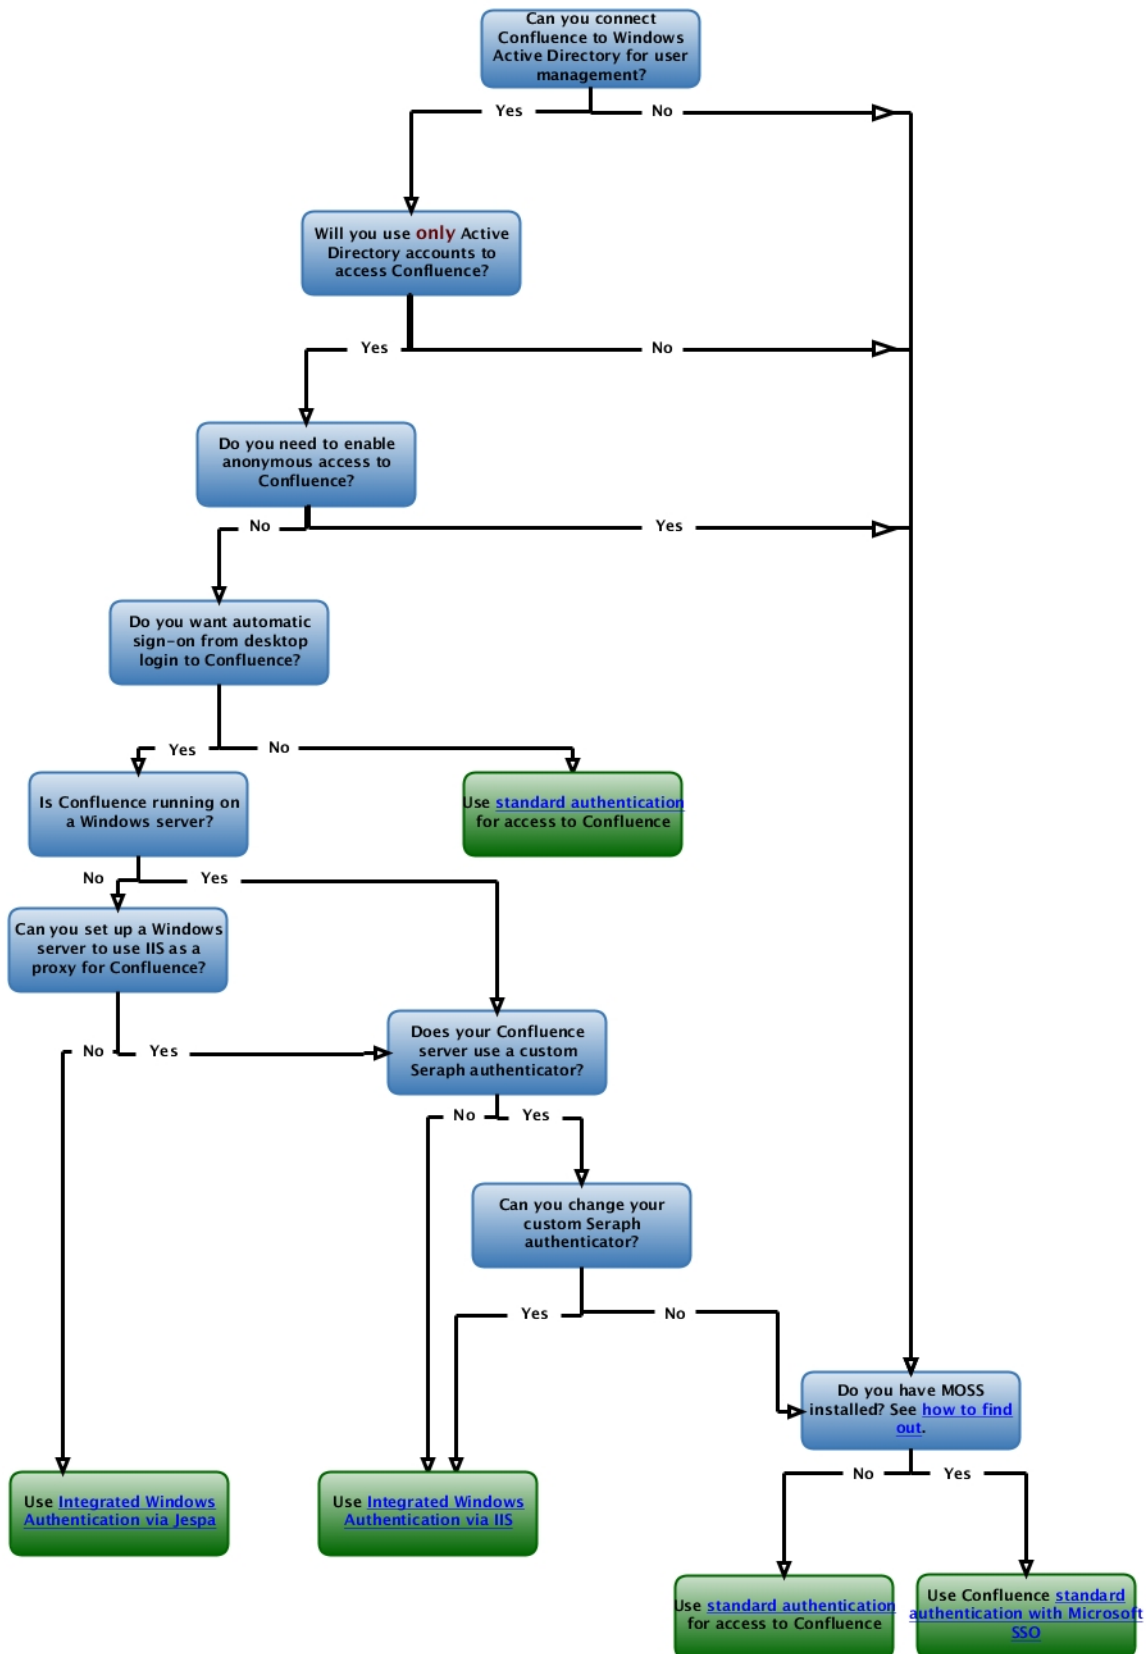 Can you connect
Confluence to Windows
Active Directory for user
management?
Yes
No
Will you use only Active
Directory accounts to
access Confluence?
Yes
No
Do you need to enable
anonymous access to
Confluence?
No
Yes
Do you want automatic
sign-on from desktop
login to Confluence?
Yes
No
Is Confluence running on
a Windows server?
Use standard authentication
for access to Confluence
No
Yes
Can you set up a Windows
server to use IIS as a
proxy for Confluence?
No
Yes
Does your Confluence
server use a custom
Seraph authenticator?
No
Yes
Can you change your
custom Seraph
authenticator?
Yes
No
Do you have MOSS
installed? See how to find
out.
No
Yes
Use Integrated Windows
Authentication via Jespa
Use Integrated Windows
Authentication via IIS
Use standard authentication
for access to Confluence
Use Confluence standard
authentication with Microsoft
SSO